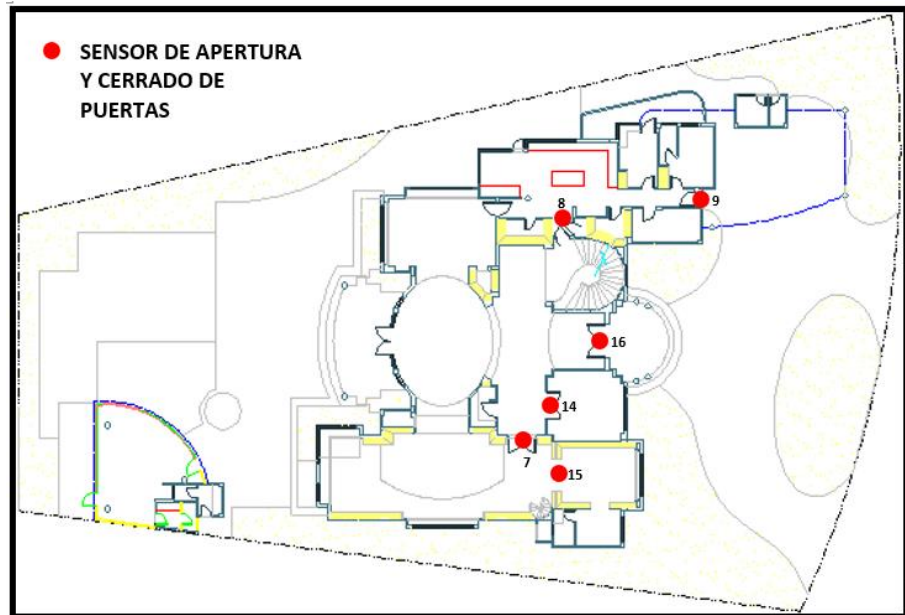 SENSOR DE APERTURA
Y CERRADO DE
PUERTAS
9
8
16
14
7
15